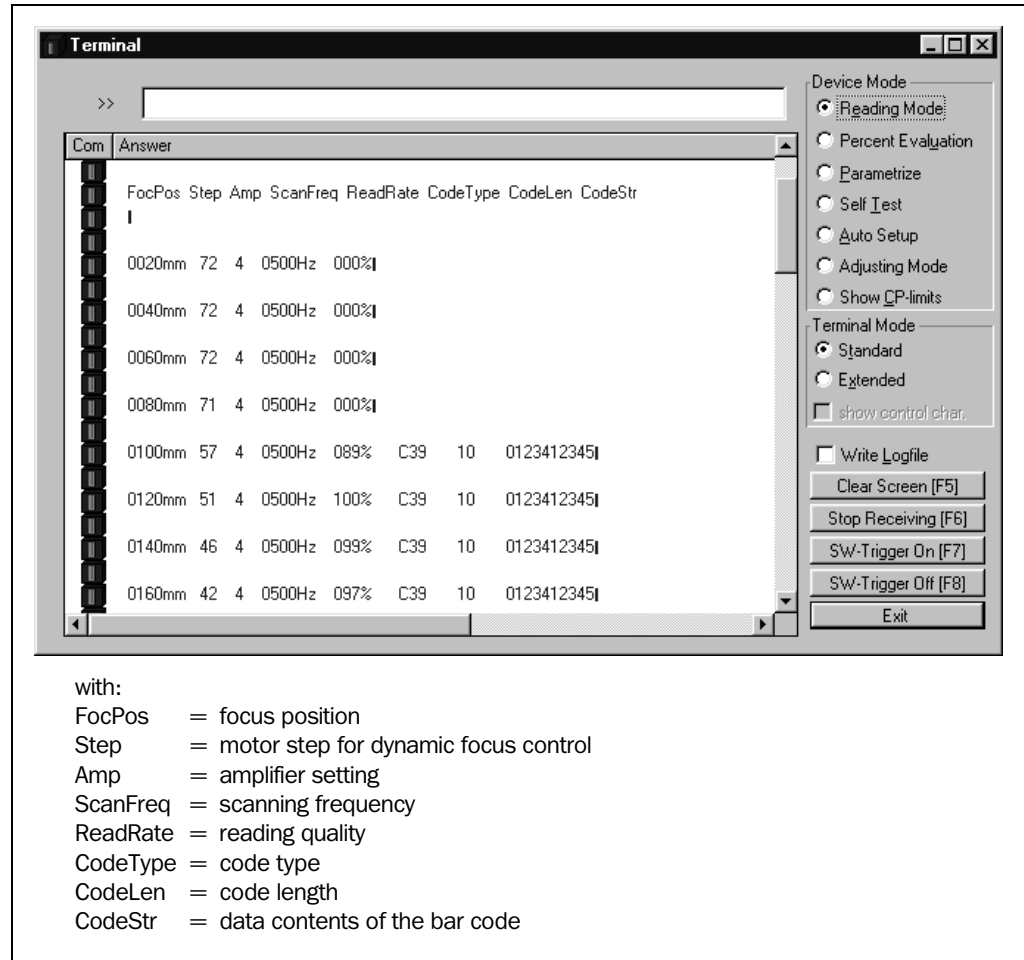 Terminal
>>
Com Answer
FocPos Step Amp ScanFreq ReadRate CodeType CodeLen CodeStr
0020mm 72 4 0500Hz 000%
0040mm 72 4 0500Hz 000%
0060mm 72 4 0500Hz 000%
0080mm 71 4 0500Hz 000%
0100mm 57 4 0500Hz 089% C39 10 0123412345
0120mm 51 4 0500Hz 100% C39 10 0123412345
0140mm 46 4 0500Hz 099% C39 10 0123412345
0160mm 42 4 0500Hz 097% C39 10 0123412345
Device Mode
Reading Mode
Percent Evaluation
Parametrize
Self Test
Auto Setup
Adjusting Mode
Show CP-limits
Terminal Mode
Standard
Extended
show control char.
Write Logfile
Clear Screen [F5]
Stop Receiving [F6]
SW-Trigger On [F7]
SW-Trigger Off [F8]
Exit
with:
FocPos = focus position
Step = motor step for dynamic focus control
Amp = amplifier setting
ScanFreq = scanning frequency
ReadRate = reading quality
CodeType = code type
CodeLen = code length
CodeStr = data contents of the bar code